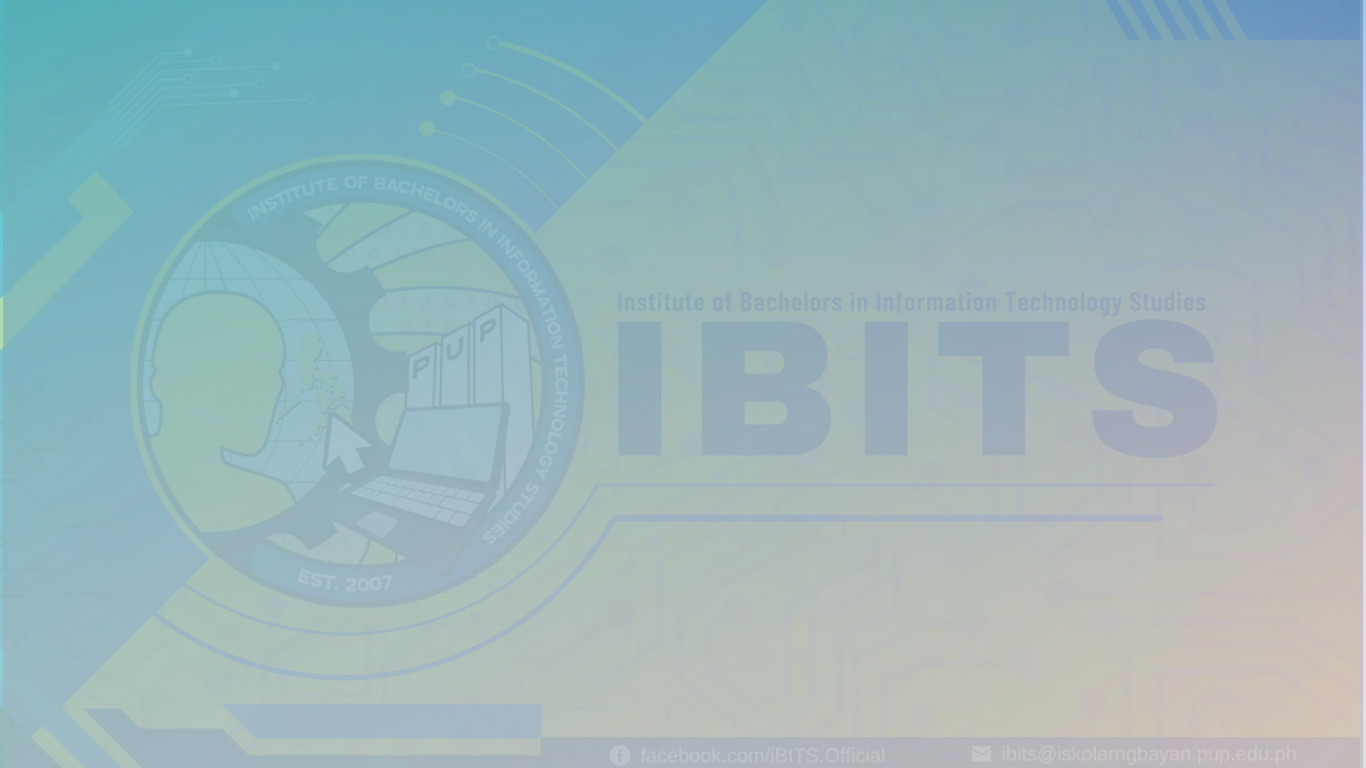 INSTITUTE OF BACHELORS IN INFORMATION TECHNOLOGY STUDIES
PUP
EST. 2007
Institute of Bachelors in Information Technology Studies
IBITS
facebook.com/iBITS.Official
ibits@iskolarngbayan.pup.edu.ph